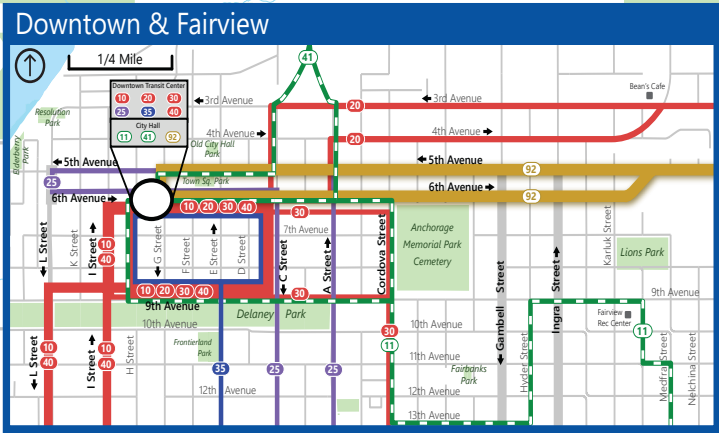 Downtown & Fairview
1/4 Mile
41
Downtown Transit Center
10 20 30
25 35 40
City Hall
11 41 92
Bean's Cafe
← 3rd Avenue
← 3rd Avenue
20
Resolution
Park
4th Avenue →
4th Avenue →
20
Old City Hall
Park
Elderberry
Park
← 5th Avenue
← 5th Avenue
92
25
Town Sq. Park
6th Avenue →
6th Avenue →
92
10 20 30 40
30
← L Street
K Street
I Street →
10
40
← G Street
F Street
E Street →
D Street
7th Avenue
← C Street
A Street →
Cordova Street
Anchorage
Memorial Park
Cemetery
← Gambell Street
Ingra Street →
Karluk Street
Lions Park
10 20 30 40
30
9th Avenue
9th Avenue
Delaney Park
10th Avenue
10th Avenue
Fairview
Rec Center
30
11
11
← L Street
10
40
I Street →
10
40
H Street
Frontierland
Park
11th Avenue
35
25
25
Fairbanks
Park
Hyder Street
Medfra Street
Nelchina Street
12th Avenue
12th Avenue
13th Avenue